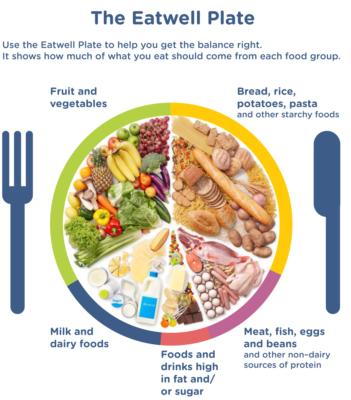 The Eatwell Plate
Use the Eatwell Plate to help you get the balance right.
It shows how much of what you eat should come from each food group.
Fruit and
vegetables
Bread, rice,
potatoes, pasta
and other starchy foods
Milk and
dairy foods
Foods and
drinks high
in fat and/
or sugar
Meat, fish, eggs
and beans
and other non–dairy
sources of protein